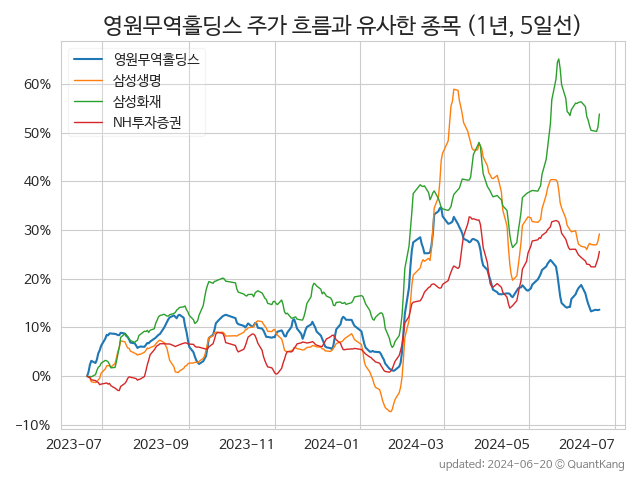 영원무역홀딩스 주가 흐름과 유사한 종목 (1년, 5일선)
영원무역홀딩스
삼성생명
삼성화재
NH투자증권
60%
50%
40%
30%
20%
10%
0%
−10%
2023-07 2023-09 2023-11 2024-01 2024-03 2024-05 2024-07
updated: 2024-06-20 © QuantKang